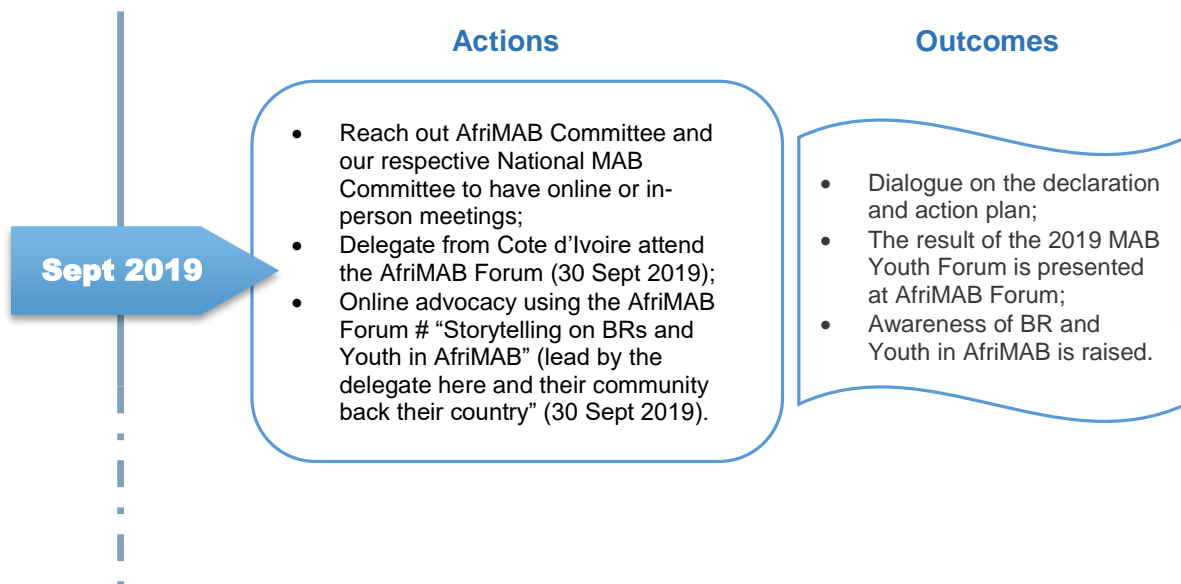 Actions
Outcomes
Sept 2019
• Reach out AfriMAB Committee and
our respective National MAB
Committee to have online or in-
person meetings;
• Delegate from Cote d’Ivoire attend
the AfriMAB Forum (30 Sept 2019);
• Online advocacy using the AfriMAB
Forum # “Storytelling on BRs and
Youth in AfriMAB” (lead by the
delegate here and their community
back their country” (30 Sept 2019).
• Dialogue on the declaration
and action plan;
• The result of the 2019 MAB
Youth Forum is presented
at AfriMAB Forum;
• Awareness of BR and
Youth in AfriMAB is raised.